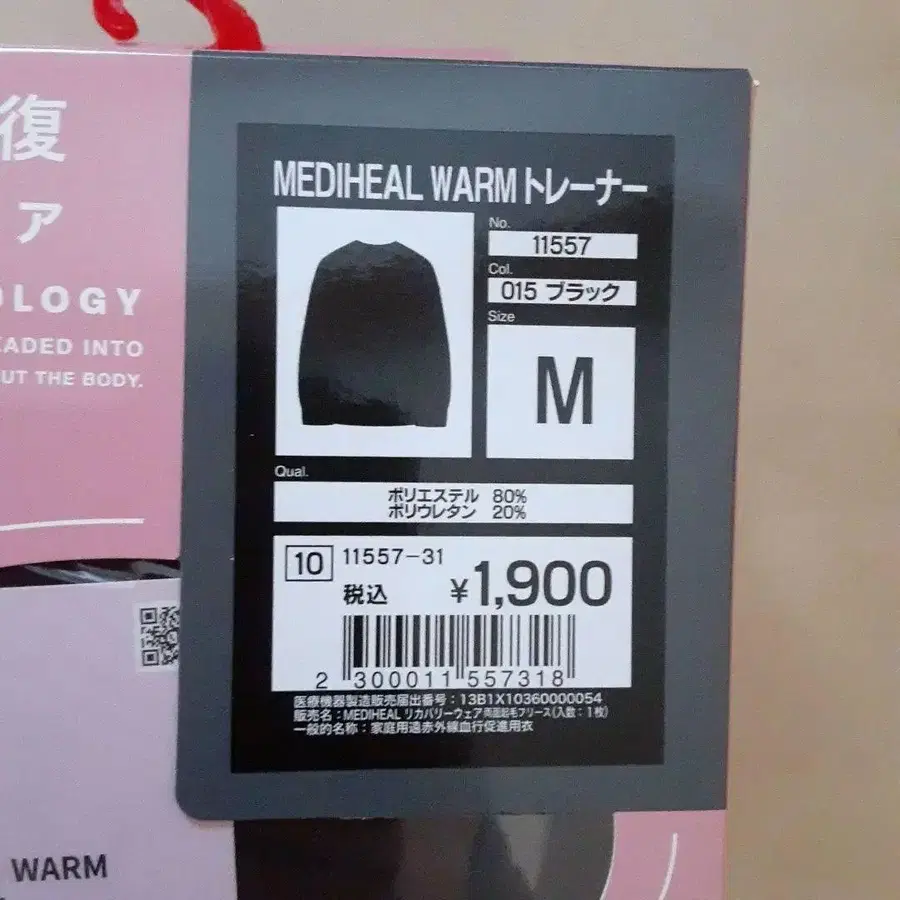 復
ア
OLOGY
EADED INTO
UT THE BODY.
MEDIHEAL WARMトレーナー
No.
11557
Col.
015 ブラック
Size
M
Qual.
ポリエステル 80%
ポリウレタン 20%
10 11557-31
税込 ¥1,900
2 300011 557318
医療機器製造販売届出番号:13B1X10360000054
販売名:MEDIHEAL リカバリーウェア両面起毛フリース(入数:1枚)
一般的名称:家庭用遠赤外線血行促進用衣
WARM